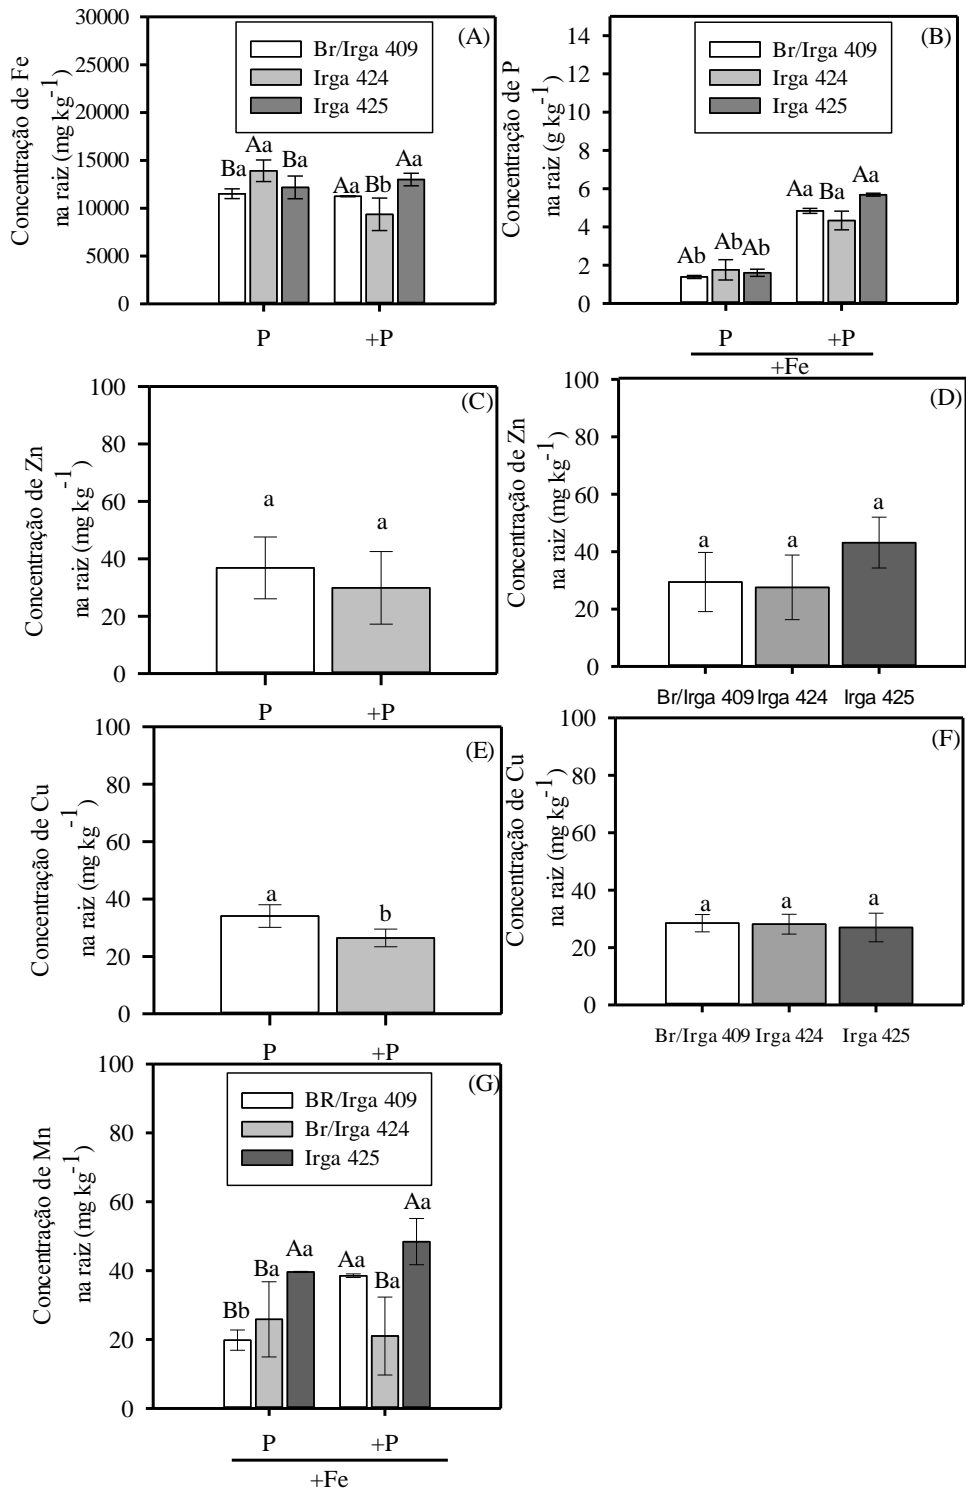 Concentração de Fe
na raiz (mg kg-1)
30000
25000
20000
15000
10000
5000
0
(A)
Br/Irga 409
Irga 424
Irga 425
Ba
Aa
Ba
Aa
Bb
Aa
P
+P
Concentração de P
na raiz (g kg-1)
14
12
10
8
6
4
2
0
(B)
Br/Irga 409
Irga 424
Irga 425
Ab
Ab
Ab
Aa
Ba
Aa
P
+P
+Fe
Concentração de Zn
na raiz (mg kg-1)
100
80
60
40
20
0
(C)
a
a
P
+P
Concentração de Zn
na raiz (mg kg-1)
100
80
60
40
20
0
(D)
a
a
a
Br/Irga 409 Irga 424 Irga 425
Concentração de Cu
na raiz (mg kg-1)
100
80
60
40
20
0
(E)
a
b
P
+P
Concentração de Cu
na raiz (mg kg-1)
100
80
60
40
20
0
(F)
a
a
a
Br/Irga 409 Irga 424 Irga 425
Concentração de Mn
na raiz (mg kg-1)
100
80
60
40
20
0
(G)
BR/Irga 409
Br/Irga 424
Irga 425
Bb
Ba
Aa
Aa
Ba
Aa
P
+P
+Fe